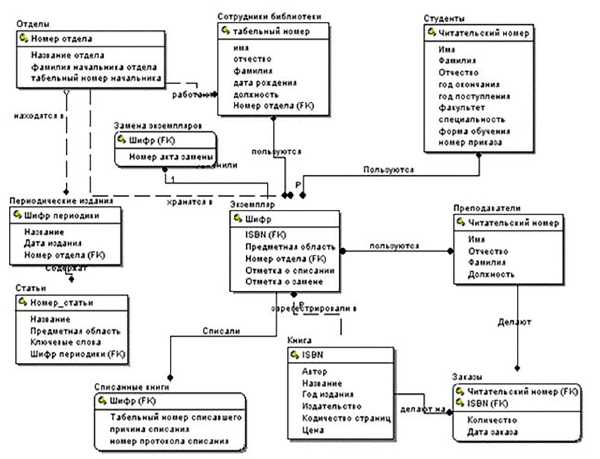 Отделы
Номер отдела
Название отдела
фамилия начальника отдела
табельный номер начальника
Сотрудники библиотеки
табельный номер
имя
отчество
фамилия
дата рождения
должность
Номер отдела (FK)
Студенты
Читательский номер
Имя
Фамилия
Отчество
год окончания
год поступления
факультет
специальность
форма обучения
номер приказа
работают
находятся в
Замена экземпляров
Шифр (FK)
Номер акта замены
пользуются
Пользуются
1
P
хранятся в
Периодические издания
Шифр периодики
Название
Дата издания
Номер отдела (FK)
Содержат
Экземпляр
Шифр
ISBN (FK)
Предметная область
Номер отдела (FK)
Отметка о списании
Отметка о замене
пользуются
Преподаватели
Читательский номер
Имя
Отчество
Фамилия
Должность
Статьи
Номер_статьи
Название
Предметная область
Ключевые слова
Шифр периодики (FK)
P
зарегестрировали в
Списали
Делают
Книга
ISBN
Автор
Название
Год издания
Издательство
Кодичество страниц
Цена
делают на
Списанные книги
Шифр (FK)
Табельный номер списавшего
причина списания
номер протокола списания
Заказы
Читательский номер (FK)
ISBN (FK)
Количество
Дата заказа